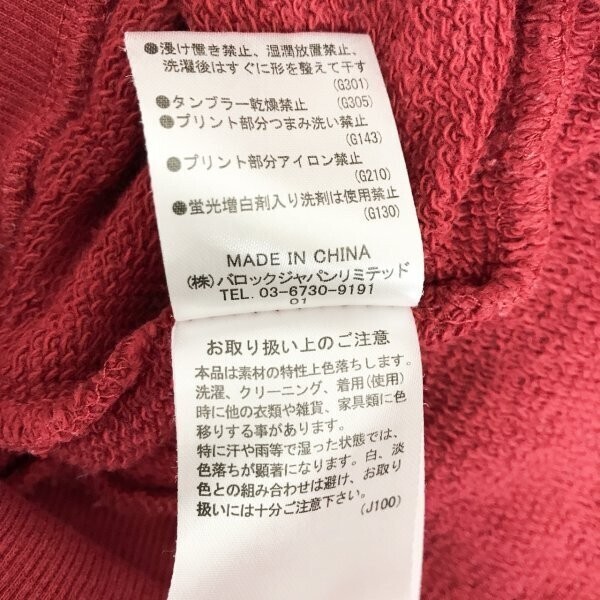 ●浸け置き禁止、湿潤放置禁止、
洗濯後はすぐに形を整えて干す
(G301)
●タンブラー乾燥禁止 (G305)
●プリント部分つまみ洗い禁止
(G143)
●プリント部分アイロン禁止
(G210)
●蛍光増白剤入り洗剤は使用禁止
(G130)
MADE IN CHINA
(株)バロックジャパンリミテッド
TEL. 03-6730-9191
01
お取り扱い上のご注意
本品は素材の特性上色落ちします。
洗濯、クリーニング、着用(使用)
時に他の衣類や雑貨、家具類に色
移りする事があります。
特に汗や雨等で湿った状態では、
色落ちが顕著になります。白、淡
色との組み合わせは避け、お取り
扱いには十分ご注意下さい。
(J100)